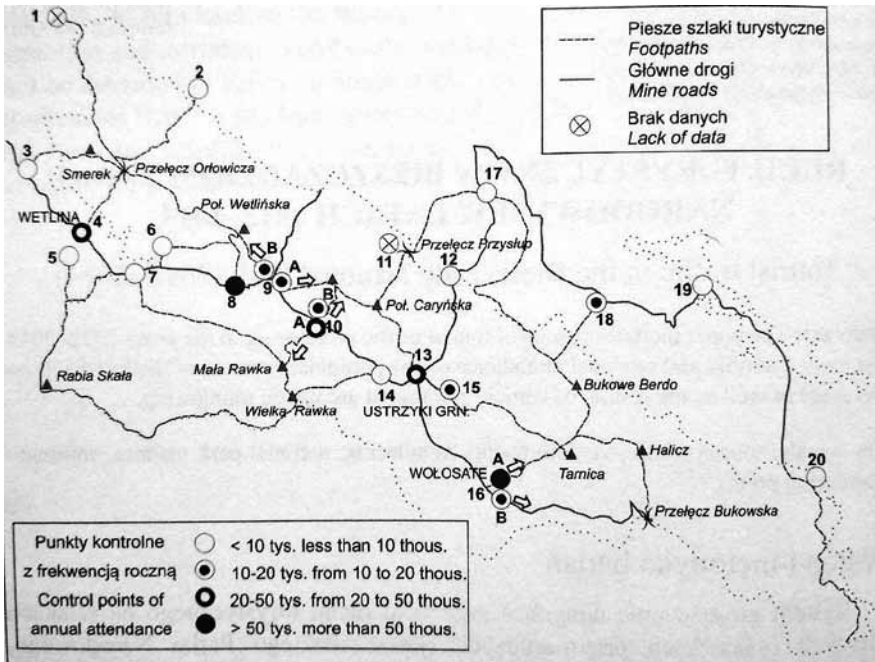 1
2
Piesze szlaki turystyczne
Footpaths
Główne drogi
Mine roads
Brak danych
Lack of data
3
Smerek
Przełęcz Orłowicza
WETLINA
4
Poł. Wetlińska
5
6
7
8
B
9
A
B
A
10
11
Przełęcz Przysłup
12
17
Poł. Caryńska
18
19
Rabia Skała
Mała Rawka
Wielka Rawka
13
14
USTRZYKI GRN.
15
Bukowe Berdo
WOŁOSATE
A
16
B
Tarnica
Halicz
Przełęcz Bukowska
20
Punkty kontrolne
z frekwencją roczną
Control points of
annual attendance
< 10 tys. less than 10 thous.
10-20 tys. from 10 to 20 thous.
20-50 tys. from 20 to 50 thous.
> 50 tys. more than 50 thous.